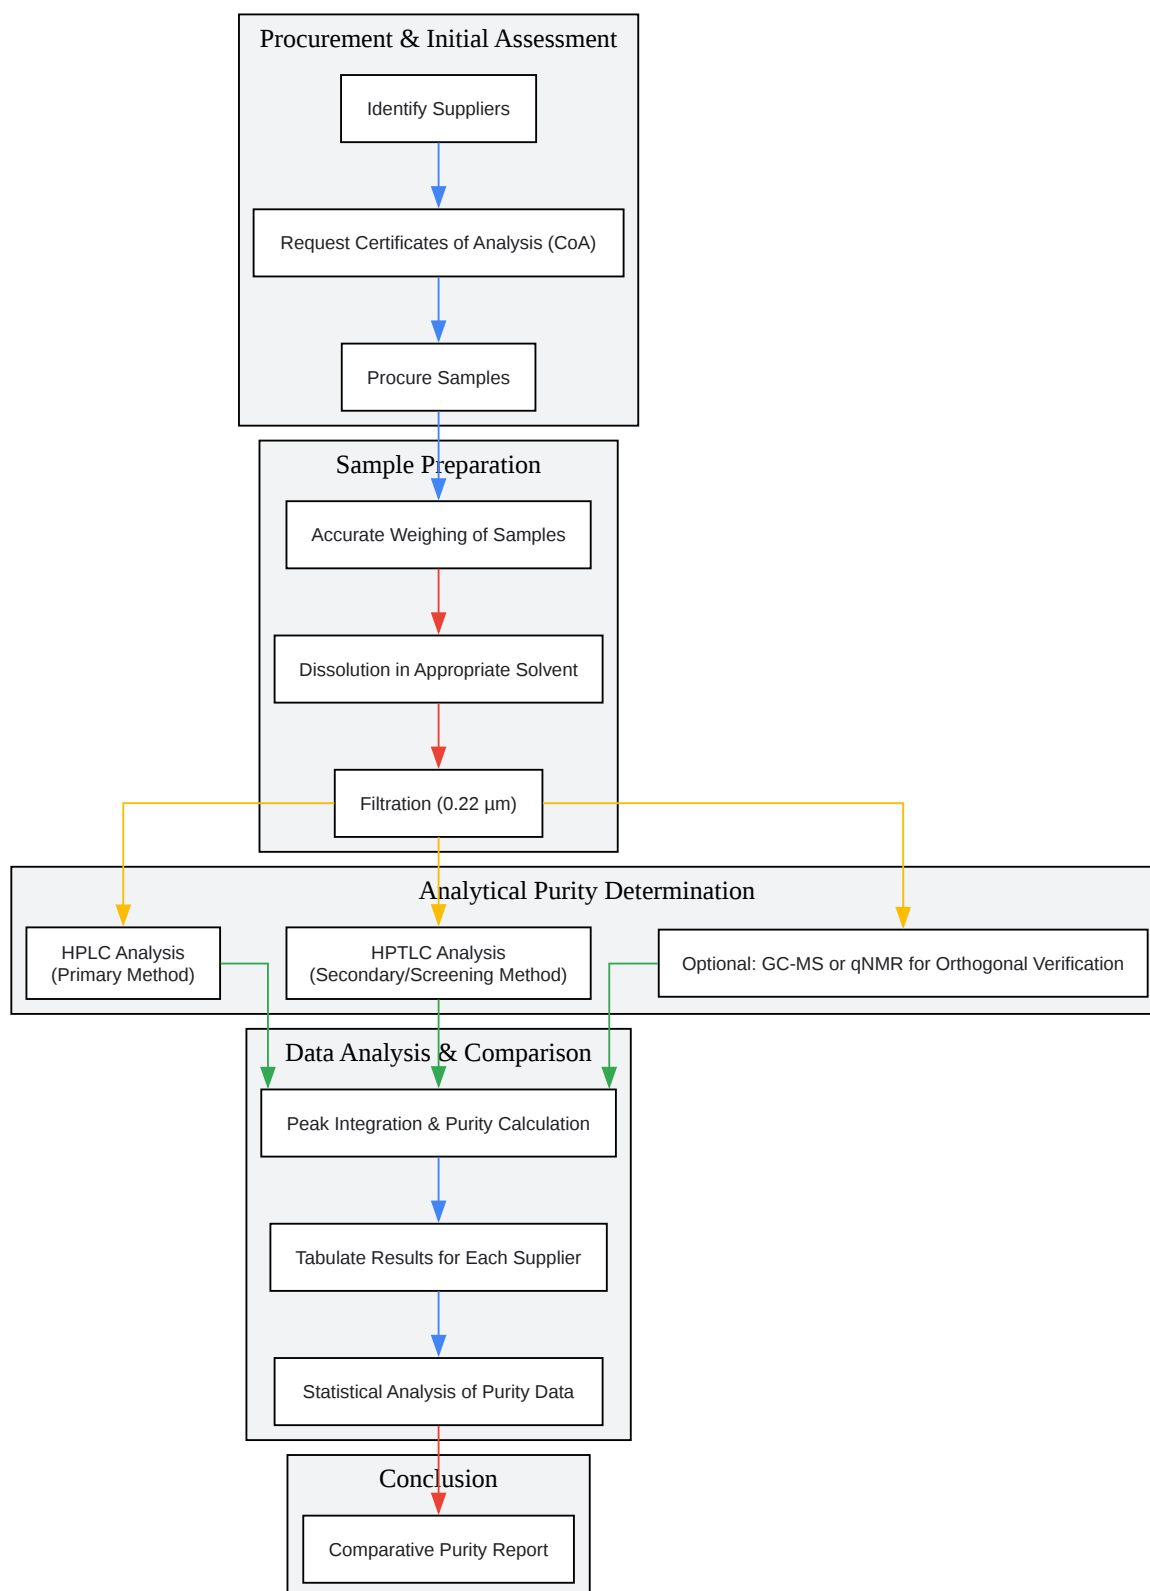 Procurement & Initial Assessment
Identify Suppliers
Request Certificates of Analysis (CoA)
Procure Samples
Sample Preparation
Accurate Weighing of Samples
Dissolution in Appropriate Solvent
Filtration (0.22 µm)
Analytical Purity Determination
HPLC Analysis
(Primary Method)
HPTLC Analysis
(Secondary/Screening Method)
Optional: GC-MS or qNMR for Orthogonal Verification
Data Analysis & Comparison
Peak Integration & Purity Calculation
Tabulate Results for Each Supplier
Statistical Analysis of Purity Data
Conclusion
Comparative Purity Report